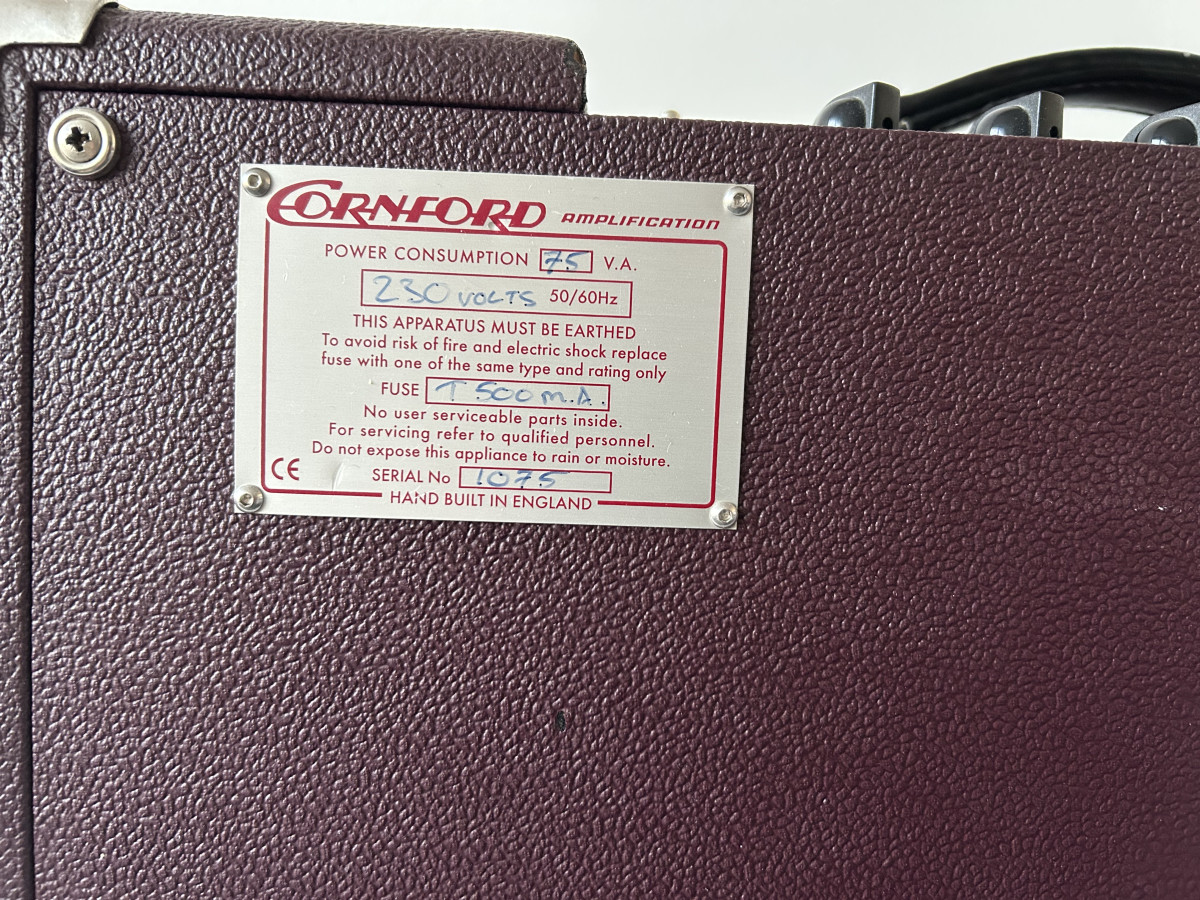 CORNFORD AMPLIFICATION
POWER CONSUMPTION 75 V.A.
230 VOLTS 50/60Hz
THIS APPARATUS MUST BE EARTHED
To avoid risk of fire and electric shock replace
fuse with one of the same type and rating only
FUSE T 500 m.A.
No user serviceable parts inside.
For servicing refer to qualified personnel.
Do not expose this appliance to rain or moisture.
CE SERIAL No 1075
HAND BUILT IN ENGLAND